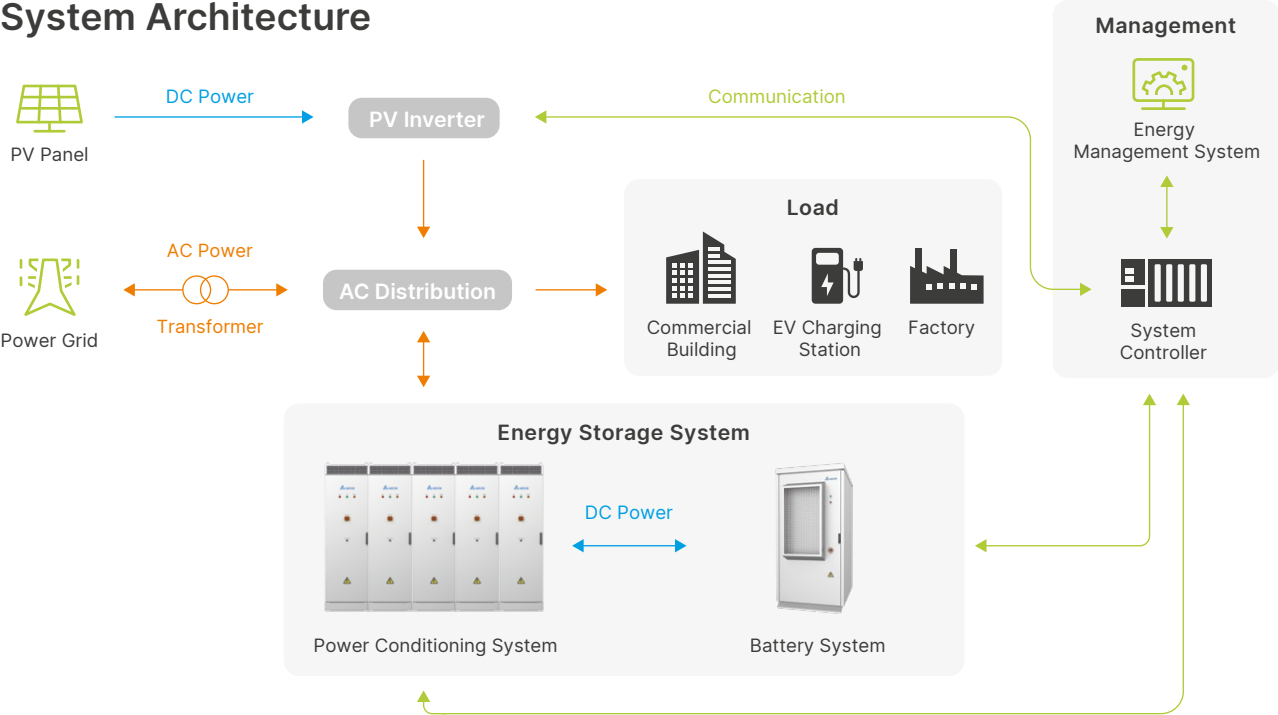 System Architecture
Management
DC Power
PV Inverter
Communication
PV Panel
Energy
Management System
Load
AC Power
Transformer
AC Distribution
Power Grid
Commercial
Building
EV Charging
Station
Factory
System
Controller
Energy Storage System
DC Power
Power Conditioning System
Battery System